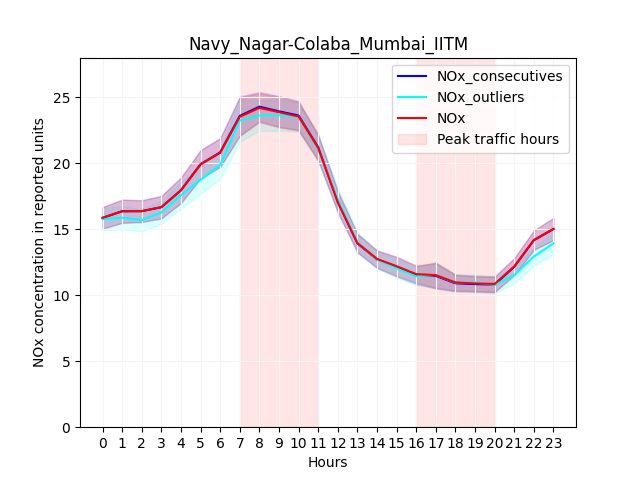 Navy_Nagar-Colaba_Mumbai_IITM
NOx_consecutives
NOx_outliers
NOx
Peak traffic hours
NOx concentration in reported units
25
20
15
10
5
0
0 1 2 3 4 5 6 7 8 9 10 11 12 13 14 15 16 17 18 19 20 21 22 23
Hours